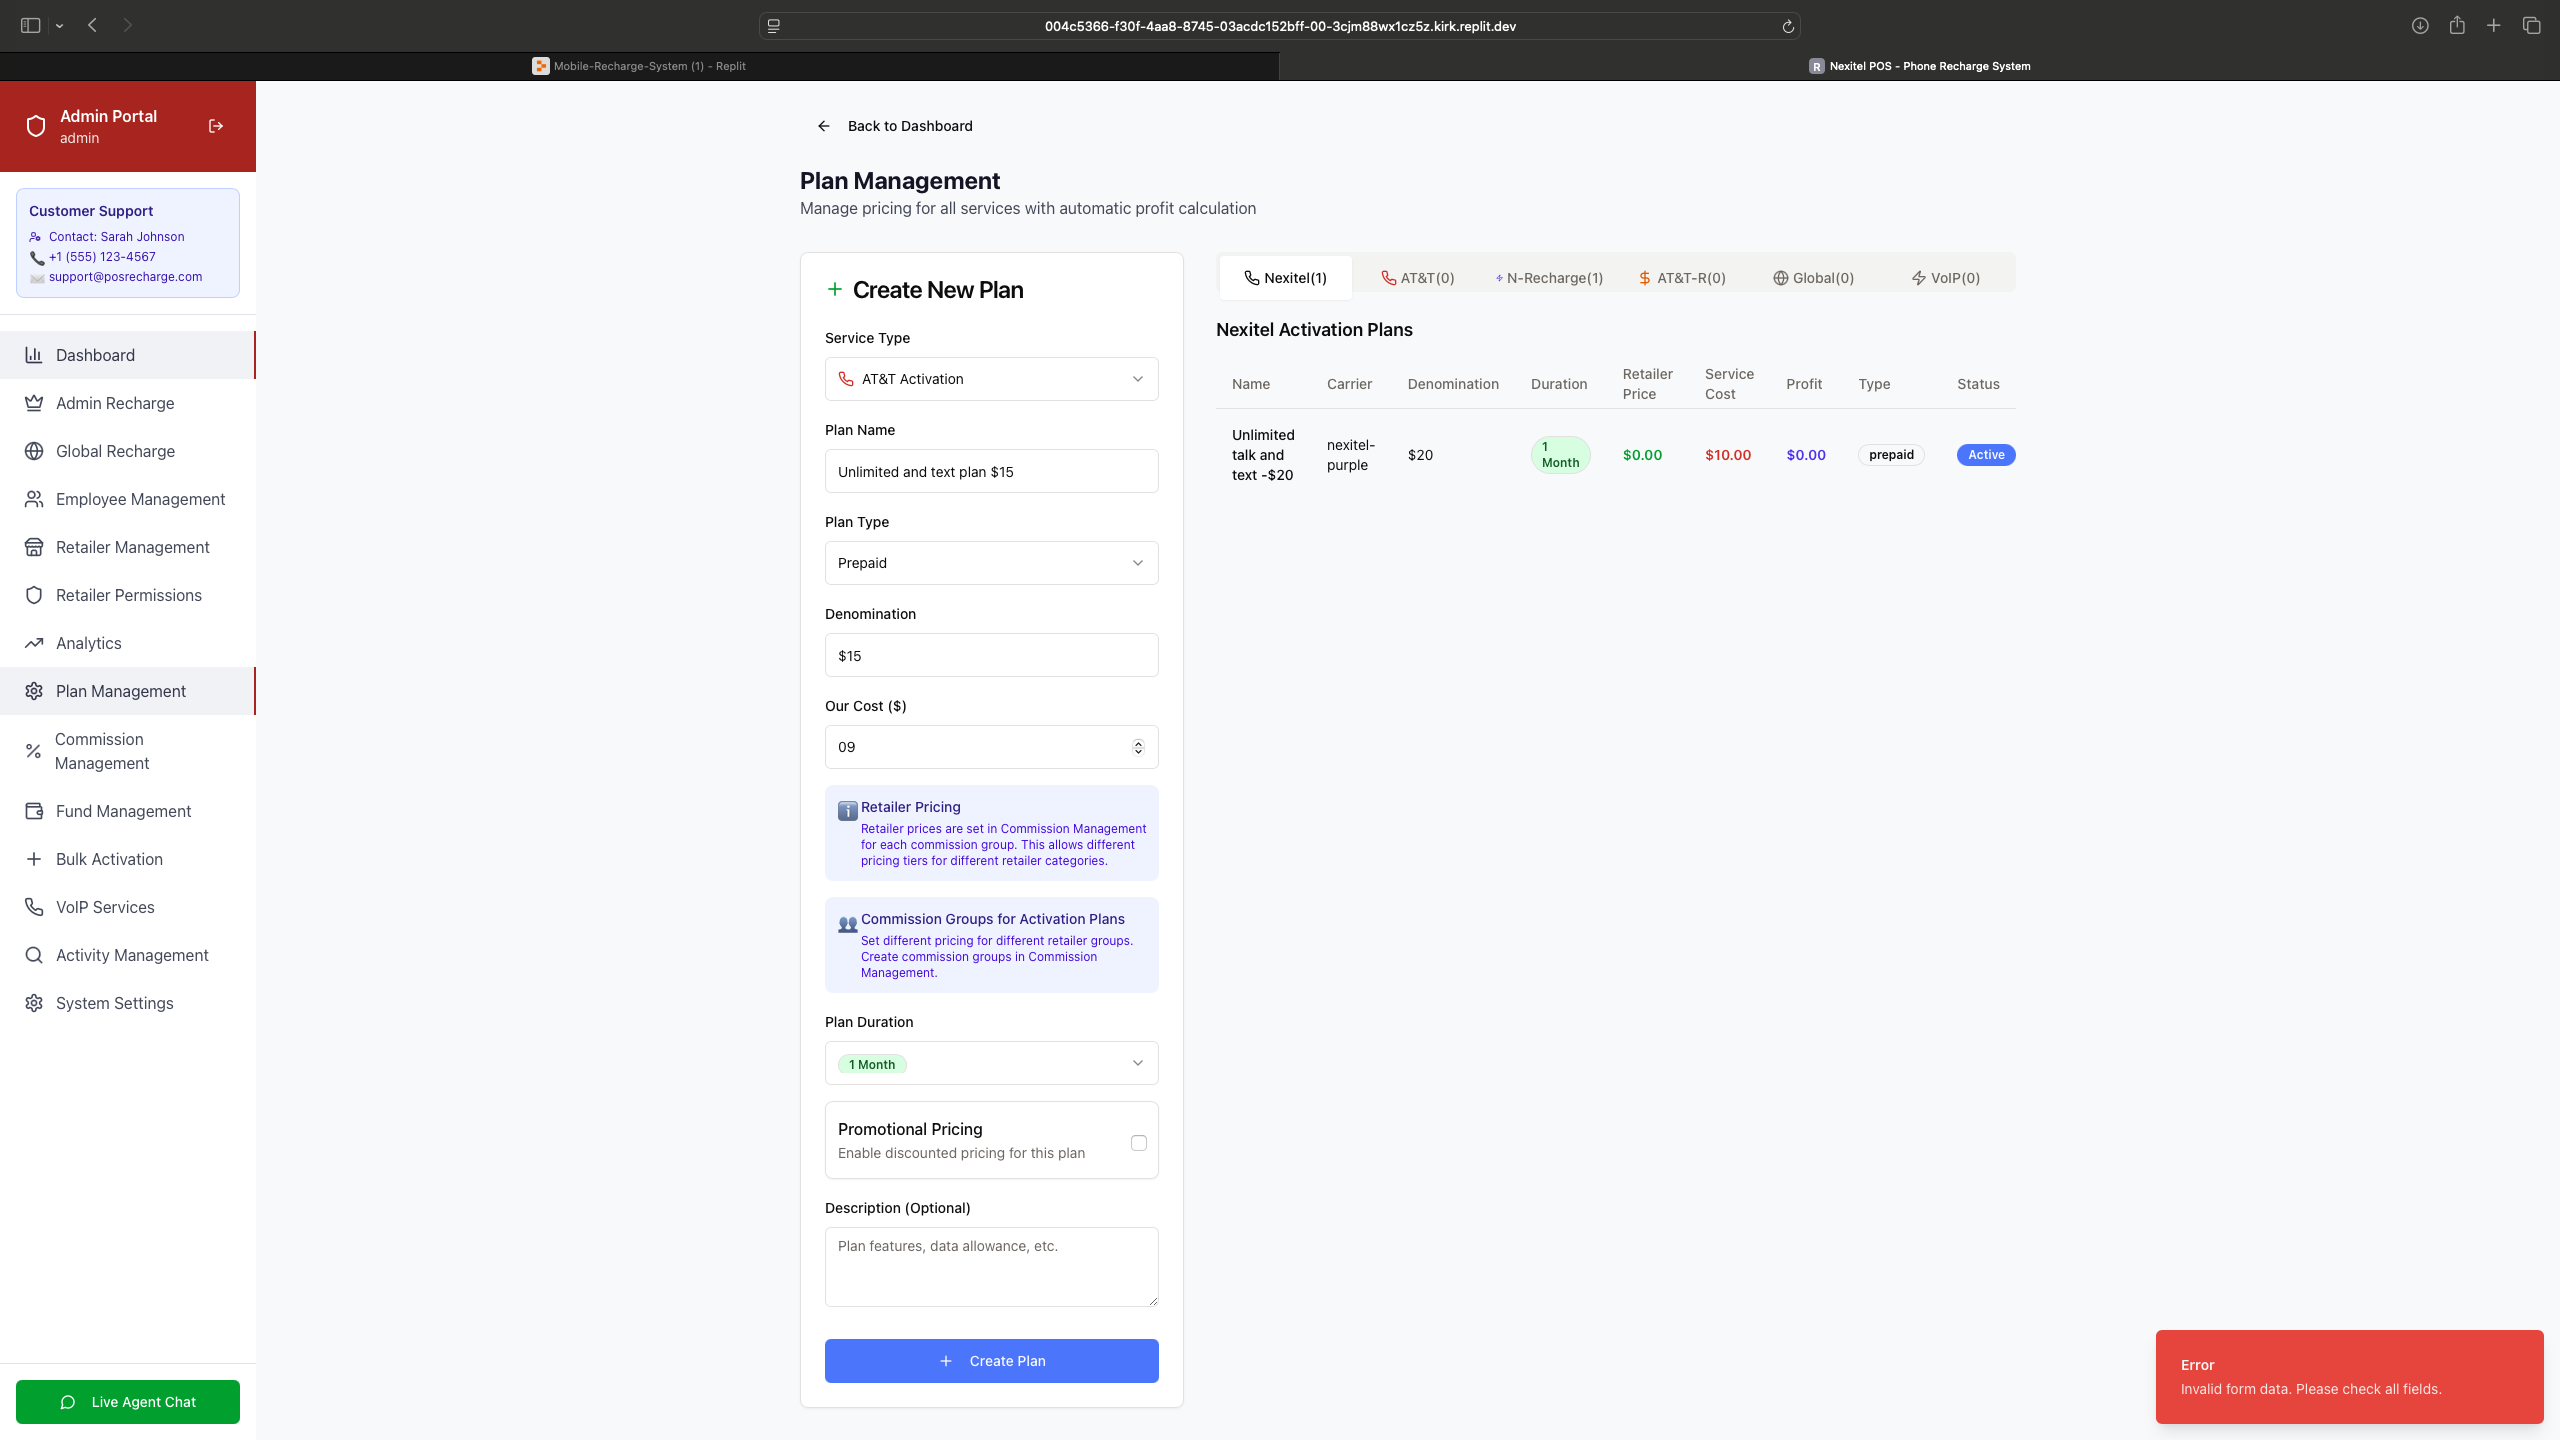 004c5366-f30f-4aa8-8745-03acdc152bff-00-3cjm88wx1cz5z.kirk.replit.dev
Mobile-Recharge-System (1) - Replit
R Nexitel POS - Phone Recharge System
Admin Portal
admin
Customer Support
Contact: Sarah Johnson
+1 (555) 123-4567
support@posrecharge.com
Dashboard
Admin Recharge
Global Recharge
Employee Management
Retailer Management
Retailer Permissions
Analytics
Plan Management
Commission
Management
Fund Management
Bulk Activation
VoIP Services
Activity Management
System Settings
Live Agent Chat
Back to Dashboard
Plan Management
Manage pricing for all services with automatic profit calculation
Create New Plan
Service Type
AT&T Activation
Plan Name
Unlimited and text plan $15
Plan Type
Prepaid
Denomination
$15
Our Cost ($)
09
Retailer Pricing
Retailer prices are set in Commission Management
for each commission group. This allows different
pricing tiers for different retailer categories.
Commission Groups for Activation Plans
Set different pricing for different retailer groups.
Create commission groups in Commission
Management.
Plan Duration
1 Month
Promotional Pricing
Enable discounted pricing for this plan
Description (Optional)
Plan features, data allowance, etc.
Create Plan
Nexitel(1) AT&T(0) N-Recharge(1) AT&T-R(0) Global(0) VoIP(0)
Nexitel Activation Plans
Name Carrier Denomination Duration Retailer Price Service Cost Profit Type Status
Unlimited talk and text -$20 nexitel-purple $20 1 Month $0.00 $10.00 $0.00 prepaid Active
Error
Invalid form data. Please check all fields.